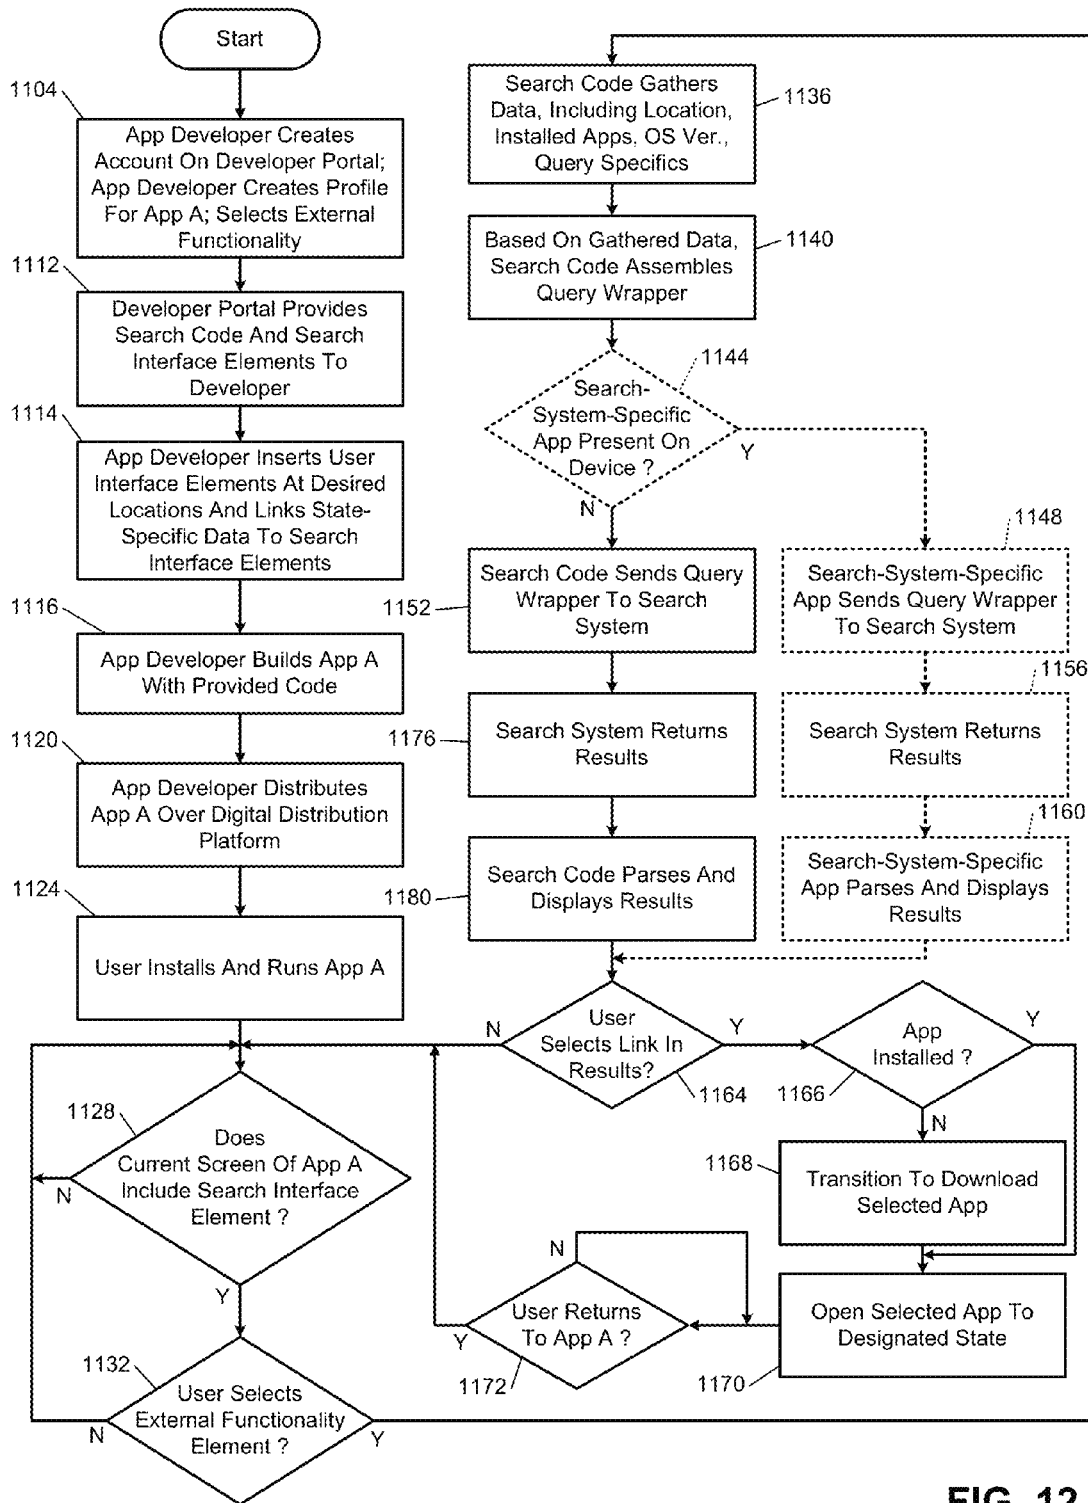 Start
1104
App Developer Creates
Account On Developer Portal;
App Developer Creates Profile
For App A; Selects External
Functionality
1112
Developer Portal Provides
Search Code And Search
Interface Elements To
Developer
1114
App Developer Inserts User
Interface Elements At Desired
Locations And Links State-
Specific Data To Search
Interface Elements
1116
App Developer Builds App A
With Provided Code
1120
App Developer Distributes
App A Over Digital Distribution
Platform
1124
User Installs And Runs App A
1128
Does
Current Screen Of App A
Include Search Interface
Element ?
N
Y
1132
User Selects
External Functionality
Element ?
N
Y
Search Code Gathers
Data, Including Location,
Installed Apps, OS Ver.,
Query Specifics
1136
Based On Gathered Data,
Search Code Assembles
Query Wrapper
1140
1144
Search-
System-Specific
App Present On
Device ?
Y
N
1148
Search Code Sends Query
Wrapper To Search
System
1152
Search-System-Specific
App Sends Query Wrapper
To Search System
1156
Search System Returns
Results
1176
Search System Returns
Results
1160
Search Code Parses And
Displays Results
1180
Search-System-Specific
App Parses And Displays
Results
N
User
Selects Link In
Results?
Y
1164
App
Installed ?
Y
1166
N
1168
Transition To Download
Selected App
N
User Returns
To App A ?
Y
1172
Open Selected App To
Designated State
1170
FIG. 12